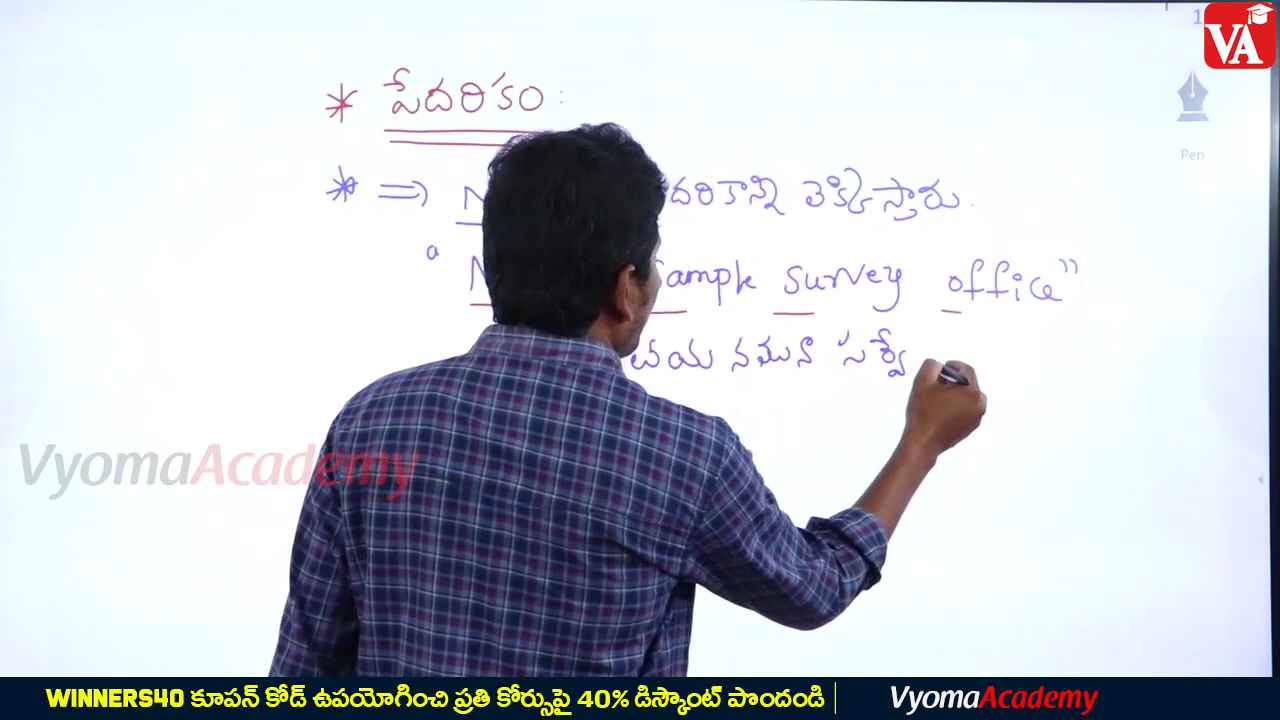 VA
Pen
* పేదరికం :
* ⇒ N దరికాన్ని లెక్కిస్తారు.
N Sample survey office”
నమునా సర్వే
VyomaAcademy
WINNERS40 కూపన్ కోడ్ ఉపయోగించి ప్రతి కోర్సుపై 40% డిస్కౌంట్ పొందండి | VyomaAcademy